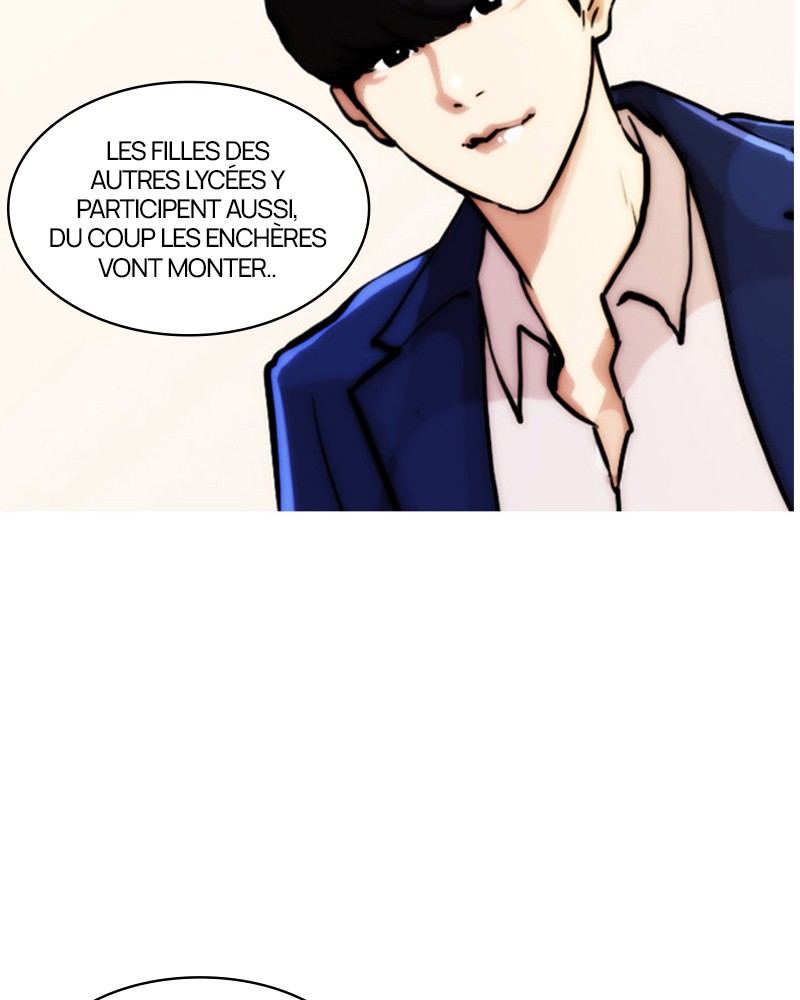 LES FILLES DES
AUTRES LYCÉES Y
PARTICIPENT AUSSI,
DU COUP LES ENCHÈRES
VONT MONTER..